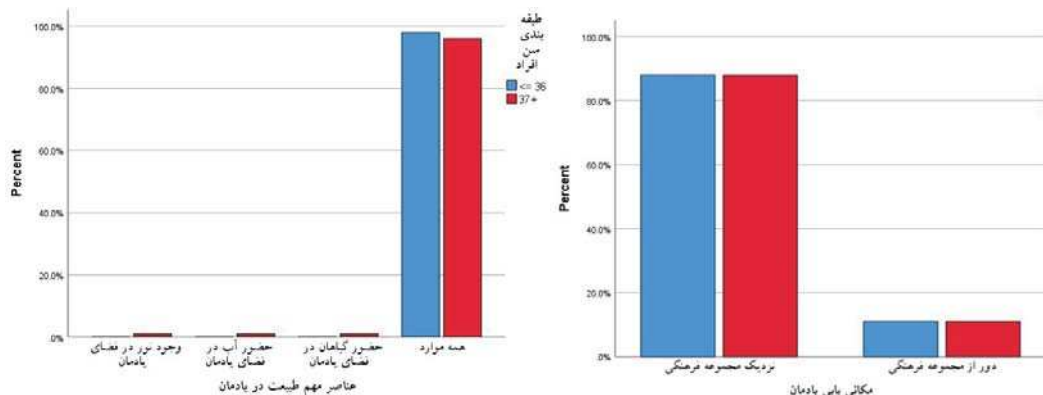 100.0%
80.0%
60.0%
40.0%
20.0%
.0%
Percent
وجود نور در فضای
یادمان
حضور آب در
فضای یادمان
حضور گیاهان در
فضای یادمان
همه موارد
عناصر مهم طبیعت در یادمان
طبقه
بندی
سن
افراد
<= 36
37+
100.0%
80.0%
60.0%
40.0%
20.0%
.0%
Percent
نزدیک مجموعه فرهنگی
دور از مجموعه فرهنگی
مکانی یابی یادمان